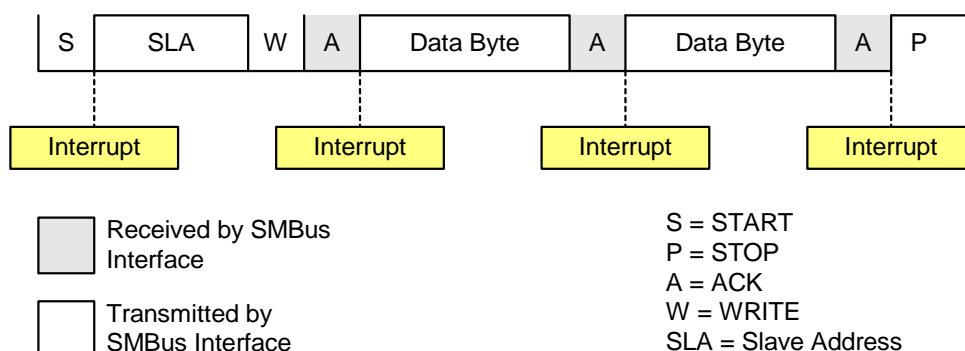 S SLA W A Data Byte A Data Byte A P
Interrupt Interrupt Interrupt Interrupt
Received by SMBus
Interface
Transmitted by
SMBus Interface
S = START
P = STOP
A = ACK
W = WRITE
SLA = Slave Address